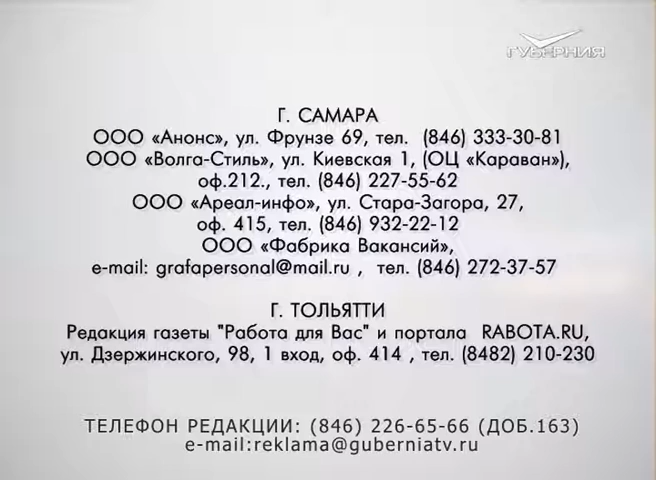 ГУБЕРНИЯ
Г. САМАРА
ООО «Анонс», ул. Фрунзе 69, тел. (846) 333-30-81
ООО «Волга-Стиль», ул. Киевская 1, (ОЦ «Караван»),
оф.212., тел. (846) 227-55-62
ООО «Ареал-инфо», ул. Стара-Загора, 27,
оф. 415, тел. (846) 932-22-12
ООО «Фабрика Вакансий»,
e-mail: grafapersonal@mail.ru , тел. (846) 272-37-57
Г. ТОЛЬЯТТИ
Редакция газеты "Работа для Вас" и портала RABOTA.RU,
ул. Дзержинского, 98, 1 вход, оф. 414 , тел. (8482) 210-230
ТЕЛЕФОН РЕДАКЦИИ: (846) 226-65-66 (ДОБ.163)
e-mail:reklama@guberniatv.ru